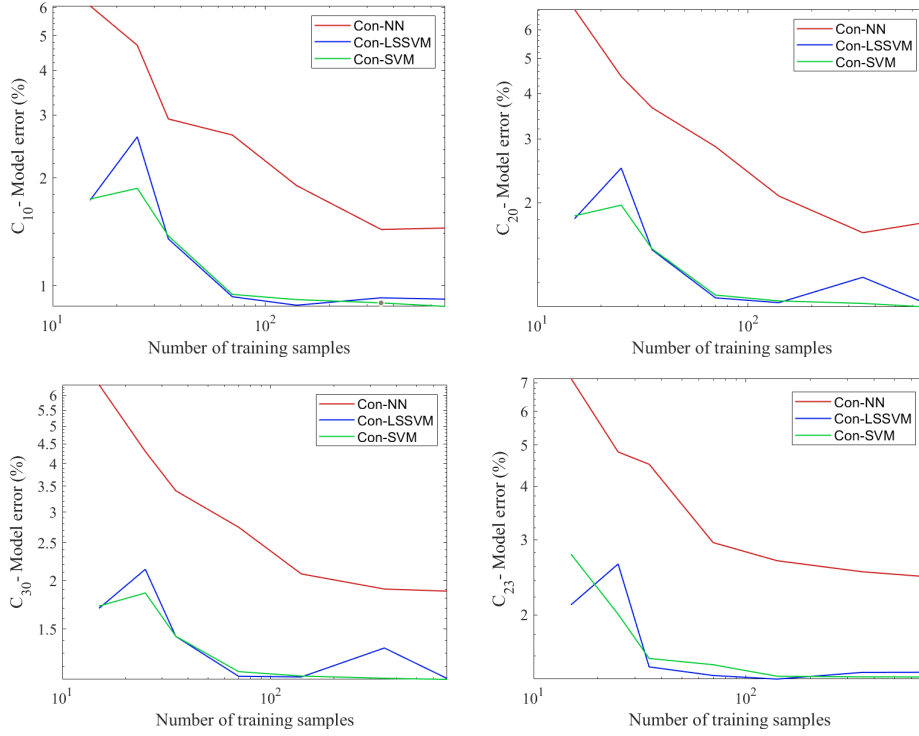 6
5
4
3
2
1
C10- Model error (%)
Con-NN
Con-LSSVM
Con-SVM
10^1
10^2
Number of training samples
6
5
4
3
2
C20- Model error (%)
Con-NN
Con-LSSVM
Con-SVM
10^1
10^2
Number of training samples
6
5.5
5
4.5
4
3.5
3
2.5
2
1.5
C30- Model error (%)
Con-NN
Con-LSSVM
Con-SVM
10^1
10^2
Number of training samples
7
6
5
4
3
2
C23- Model error (%)
Con-NN
Con-LSSVM
Con-SVM
10^1
10^2
Number of training samples